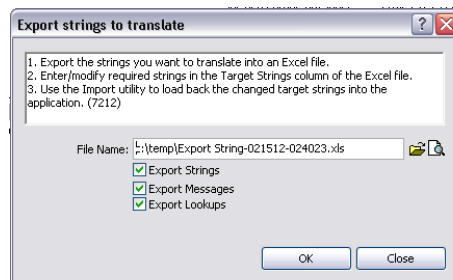 Export strings to translate
1. Export the strings you want to translate into an Excel file.
2. Enter/modify required strings in the Target Strings column of the Excel file.
3. Use the Import utility to load back the changed target strings into the
application. (7212)
File Name: :\temp\Export String-021512-024023.xls
Export Strings
Export Messages
Export Lookups
OK Close